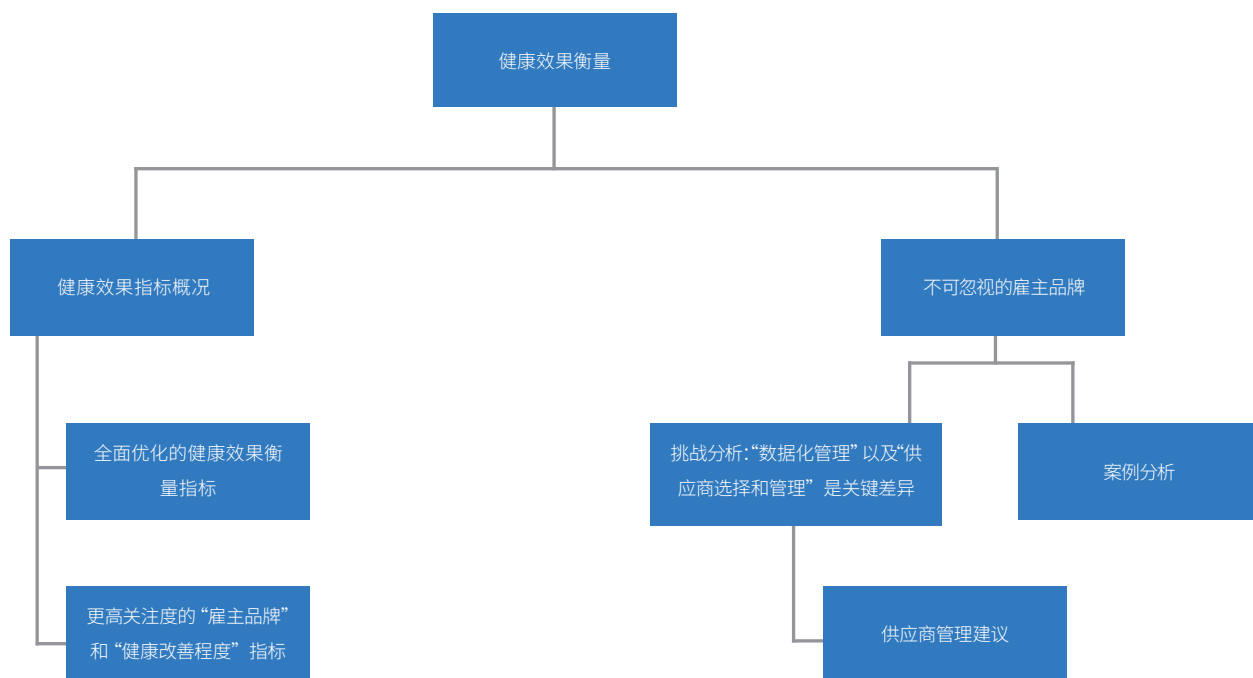 健康效果衡量
健康效果指标概况
不可忽视的雇主品牌
全面优化的健康效果衡
量指标
挑战分析：“数据化管理”以及“供
应商选择和管理”是关键差异
案例分析
更高关注度的“雇主品牌”
和“健康改善程度”指标
供应商管理建议